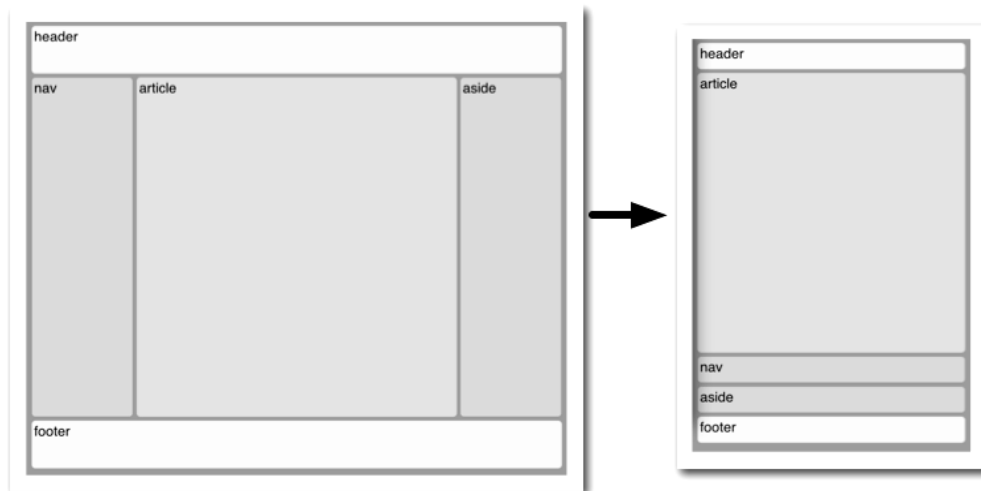 header
nav
article
aside
footer
header
article
nav
aside
footer